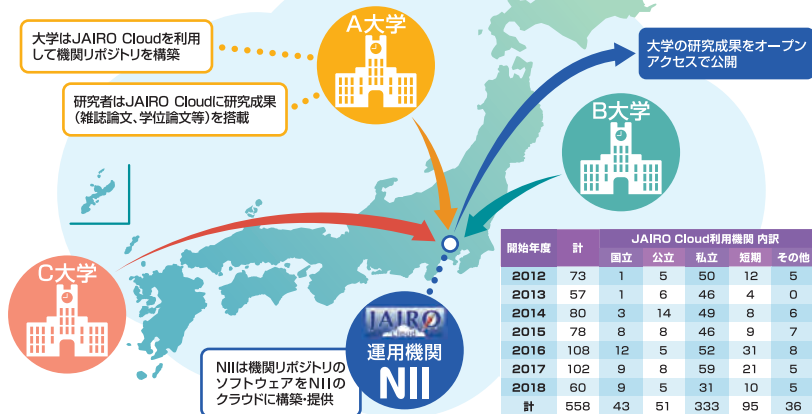 大学はJAIRO Cloudを利用
して機関リポジトリを構築
研究者はJAIRO Cloudに研究成果
（雑誌論文、学位論文等）を搭載
A大学
大学の研究成果をオープン
アクセスで公開
B大学
C大学
JAIRO
Cloud
運用機関
NII
NIIは機関リポジトリの
ソフトウェアをNIIの
クラウドに構築・提供
開始年度 計 JAIRO Cloud利用機関 内訳
国立 公立 私立 短期 その他
2012 73 1 5 50 12 5
2013 57 1 6 46 4 0
2014 80 3 14 49 8 6
2015 78 8 8 46 9 7
2016 108 12 5 52 31 8
2017 102 9 8 59 21 5
2018 60 9 5 31 10 5
計 558 43 51 333 95 36